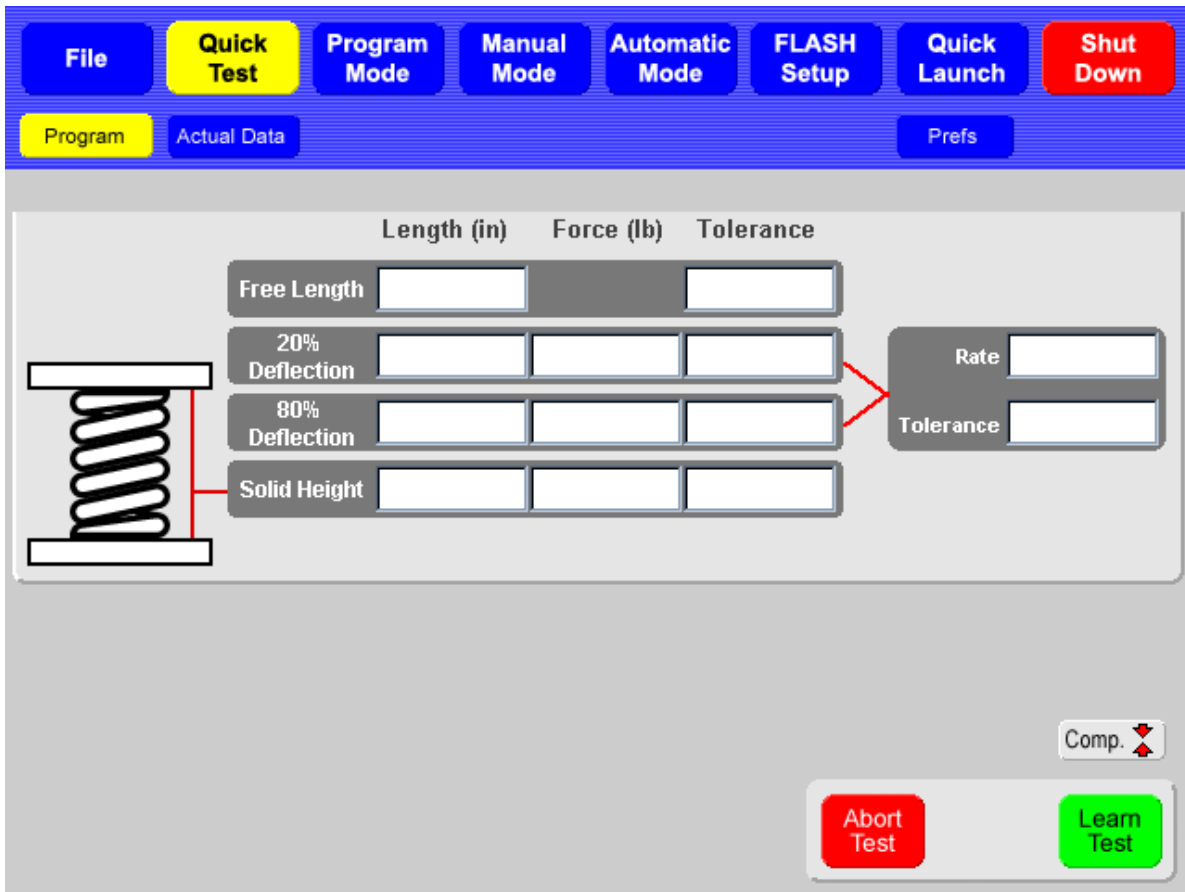 File
Quick
Test
Program
Mode
Manual
Mode
Automatic
Mode
FLASH
Setup
Quick
Launch
Shut
Down
Program
Actual Data
Prefs
Length (in) Force (lb) Tolerance
Free Length
20%
Deflection
80%
Deflection
Solid Height
Rate
Tolerance
Comp.
Abort
Test
Learn
Test